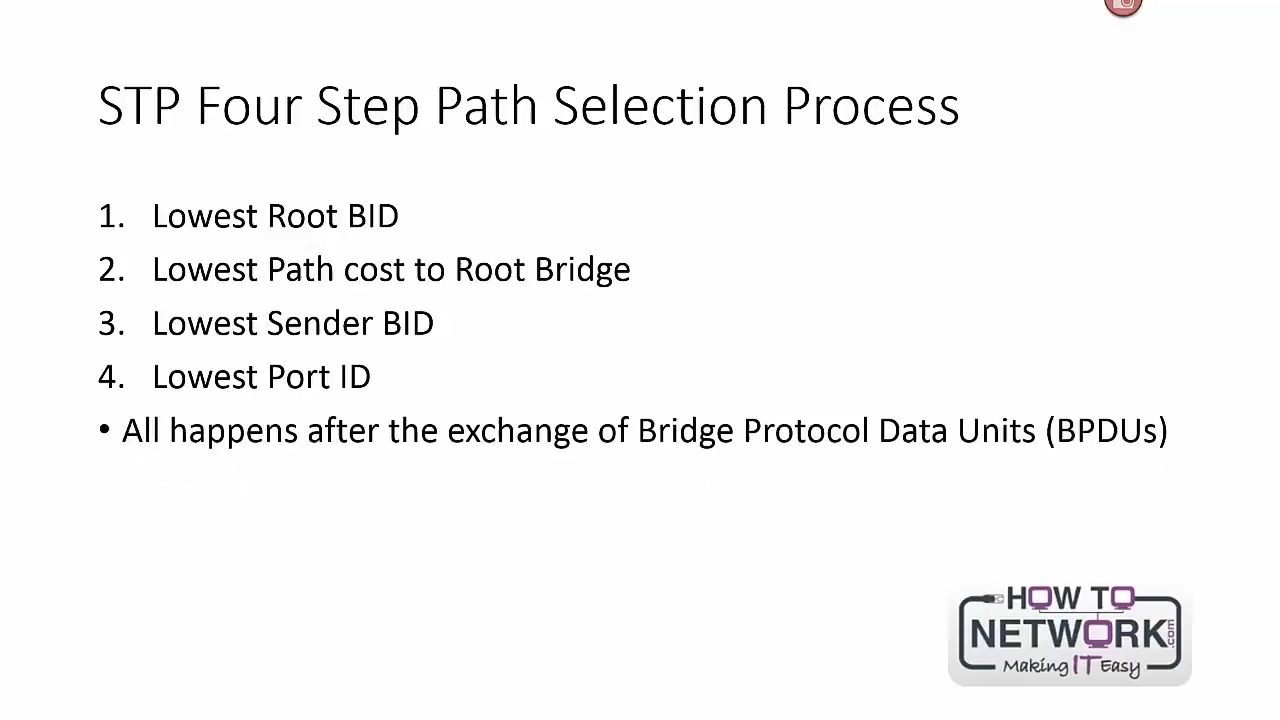 STP Four Step Path Selection Process
1. Lowest Root BID
2. Lowest Path cost to Root Bridge
3. Lowest Sender BID
4. Lowest Port ID
• All happens after the exchange of Bridge Protocol Data Units (BPDUs)
HOW TO
NETWORK.com
Making IT Easy